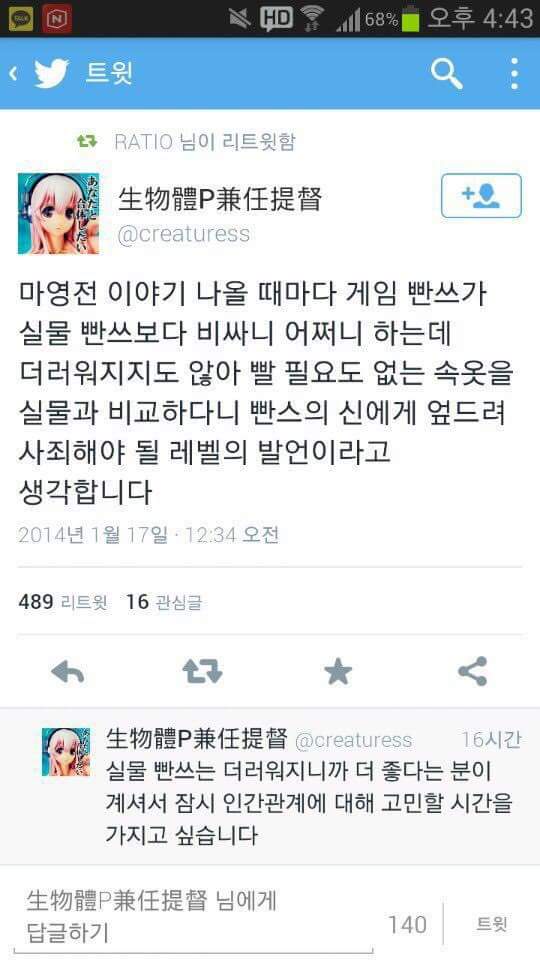 TALK N HD 68% 오후 4:43
트윗
RATIO 님이 리트윗함
あなたと
合体したい
生物體P兼任提督
@creaturess
마영전 이야기 나올 때마다 게임 빤쓰가
실물 빤쓰보다 비싸니 어쩌니 하는데
더러워지지도 않아 빨 필요도 없는 속옷을
실물과 비교하다니 빤스의 신에게 엎드려
사죄해야 될 레벨의 발언이라고
생각합니다
2014년 1월 17일 · 12:34 오전
489 리트윗 16 관심글
生物體P兼任提督 @creaturess 16시간
실물 빤쓰는 더러워지니까 더 좋다는 분이
계셔서 잠시 인간관계에 대해 고민할 시간을
가지고 싶습니다
生物體P兼任提督 님에게
답글하기
140 트윗